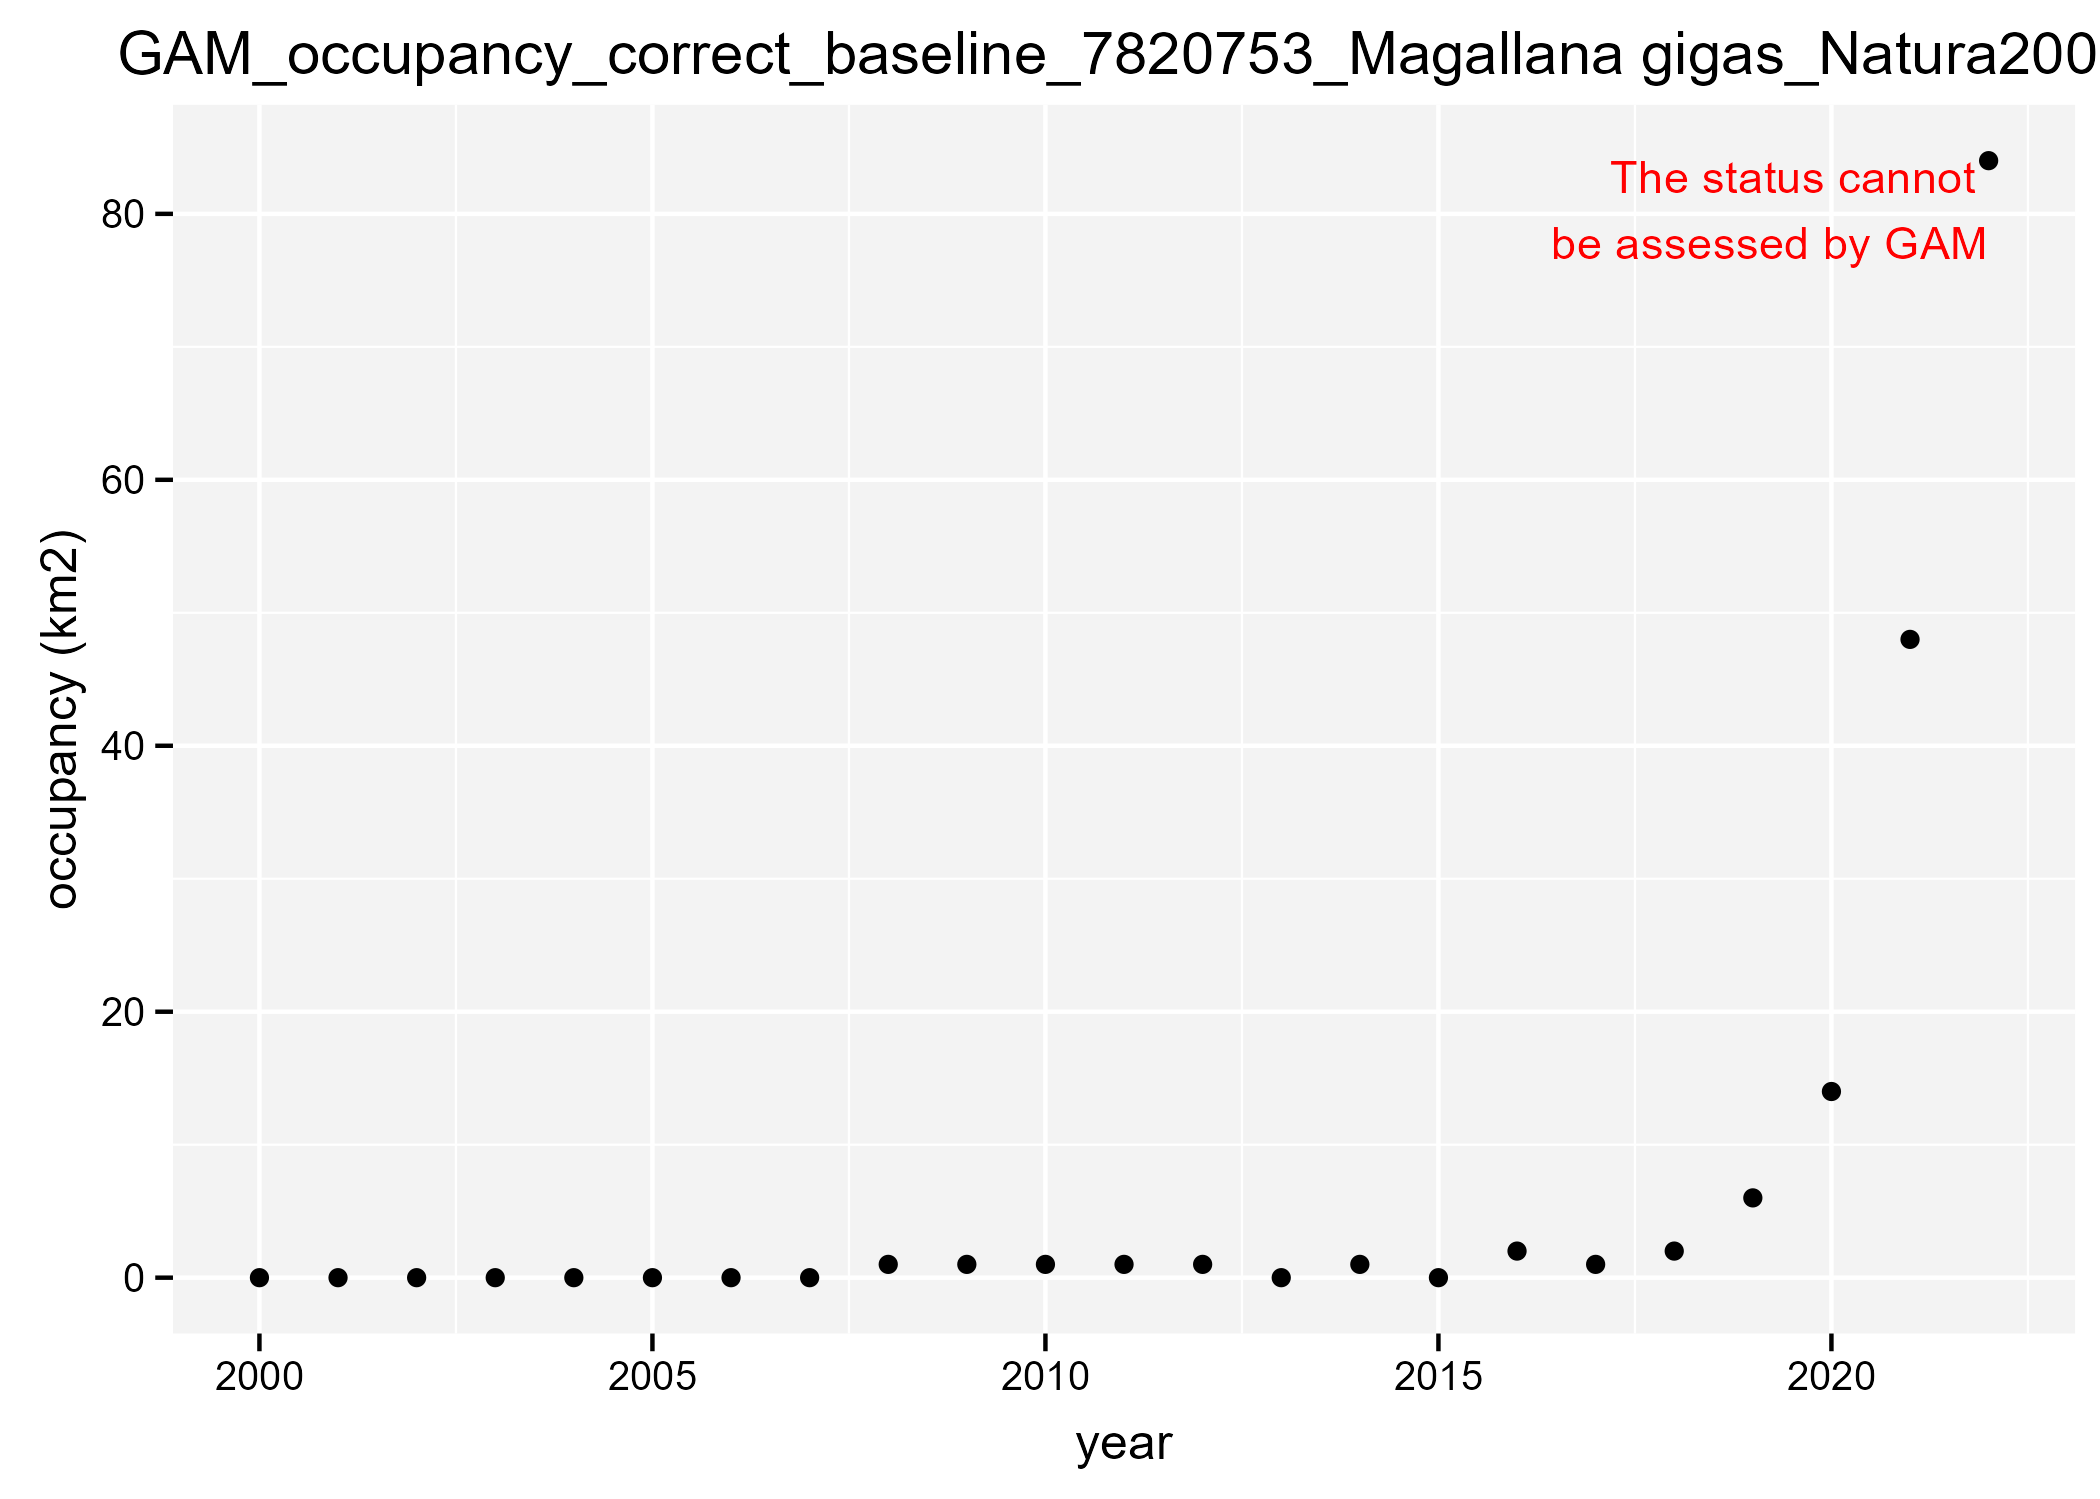 GAM_occupancy_correct_baseline_7820753_Magallana gigas_Natura200
The status cannot
be assessed by GAM
80
60
40
20
0
occupancy (km2)
2000 2005 2010 2015 2020
year